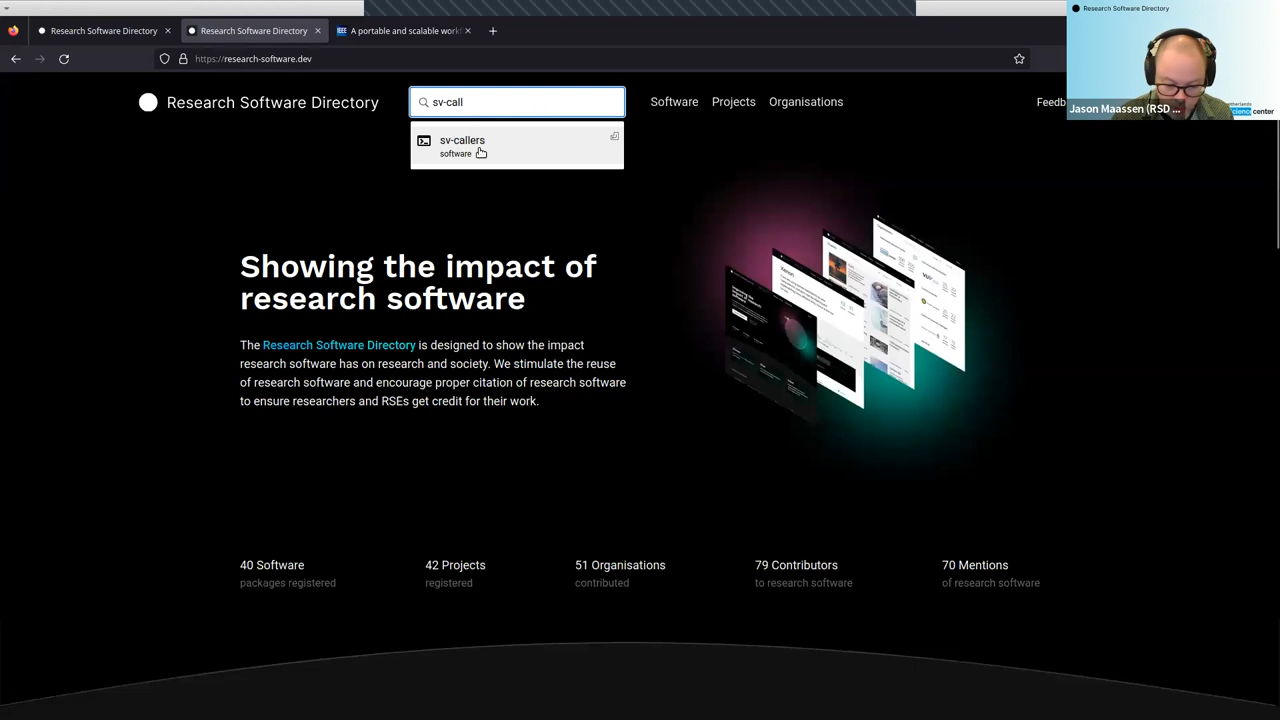 Research Software Directory
Research Software Directory
IEEE A portable and scalable work
https://research-software.dev
Research Software Directory
sv-call
Software
Projects
Organisations
Feedb
sv-callers
software
Research Software Directory
Jason Maassen (RSD ...
Showing the impact of
research software
The Research Software Directory is designed to show the impact
research software has on research and society. We stimulate the reuse
of research software and encourage proper citation of research software
to ensure researchers and RSEs get credit for their work.
40 Software
packages registered
42 Projects
registered
51 Organisations
contributed
79 Contributors
to research software
70 Mentions
of research software